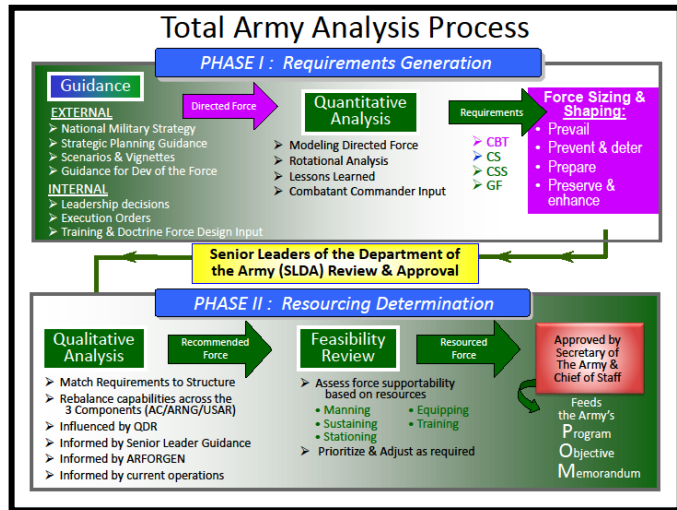 Total Army Analysis Process
PHASE I : Requirements Generation
Guidance
EXTERNAL
➢ National Military Strategy
➢ Strategic Planning Guidance
➢ Scenarios & Vignettes
➢ Guidance for Dev of the Force
INTERNAL
➢ Leadership decisions
➢ Execution Orders
➢ Training & Doctrine Force Design Input
Directed Force
Quantitative
Analysis
➢ Modeling Directed Force
➢ Rotational Analysis
➢ Lessons Learned
➢ Combatant Commander Input
Requirements
➢ CBT
➢ CS
➢ CSS
➢ GF
Force Sizing &
Shaping:
• Prevail
• Prevent & deter
• Prepare
• Preserve &
enhance
Senior Leaders of the Department of
the Army (SLDA) Review & Approval
PHASE II : Resourcing Determination
Qualitative
Analysis
➢ Match Requirements to Structure
➢ Rebalance capabilities across the
3 Components (AC/ARNG/USAR)
➢ Influenced by QDR
➢ Informed by Senior Leader Guidance
➢ Informed by ARFORGEN
➢ Informed by current operations
Recommended
Force
Feasibility
Review
➢ Assess force supportability
based on resources
• Manning • Equipping
• Sustaining • Training
• Stationing
➢ Prioritize & Adjust as required
Resourced
Force
Approved by
Secretary of
The Army &
Chief of Staff
Feeds
the Army's
Program
Objective
Memorandum